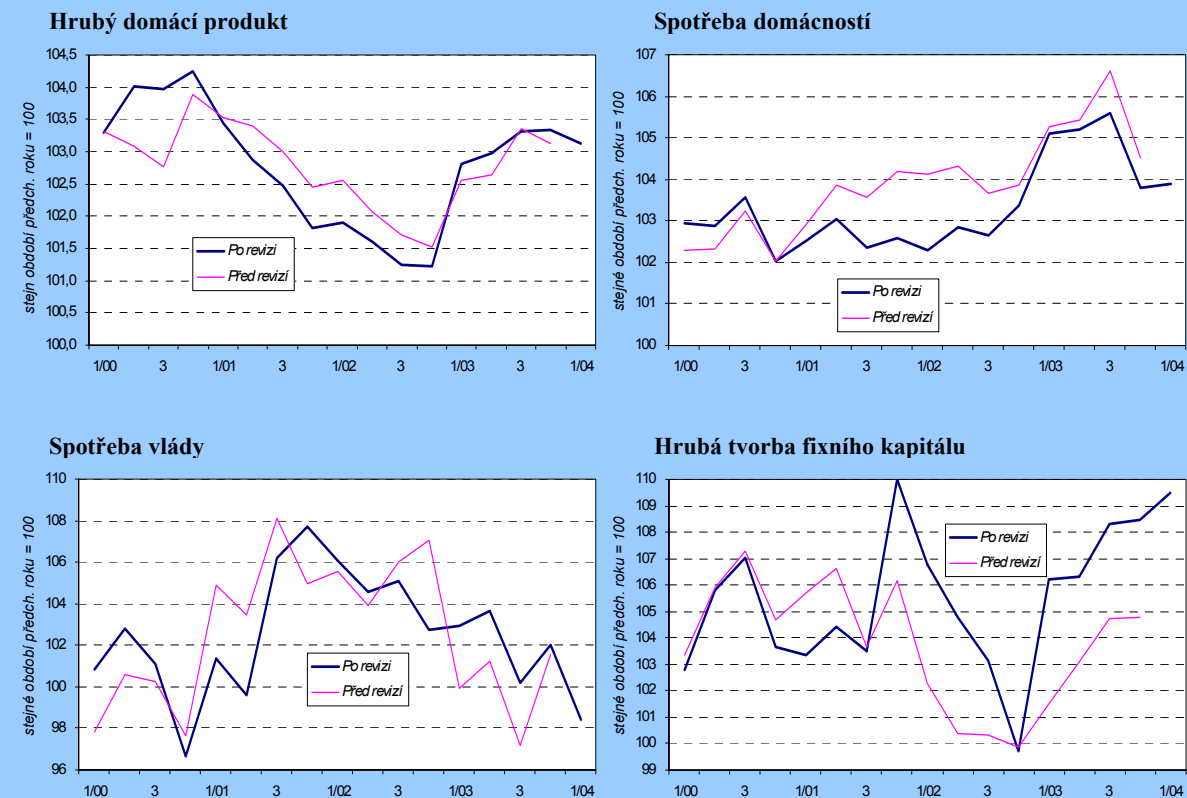 Hrubý domácí produkt
stejn období předch. roku = 100
104,5
104,0
103,5
103,0
102,5
102,0
101,5
101,0
100,5
100,0
Po revizi
Před revizí
1/00 3 1/01 3 1/02 3 1/03 3 1/04
Spotřeba domácností
stejné období předch. roku = 100
107
106
105
104
103
102
101
100
Po revizi
Před revizí
1/00 3 1/01 3 1/02 3 1/03 3 1/04
Spotřeba vlády
stejné období předch. roku = 100
110
108
106
104
102
100
98
96
Po revizi
Před revizí
1/00 3 1/01 3 1/02 3 1/03 3 1/04
Hrubá tvorba fixního kapitálu
stejné období předch. roku = 100
110
109
108
107
106
105
104
103
102
101
100
99
Po revizi
Před revizí
1/00 3 1/01 3 1/02 3 1/03 3 1/04